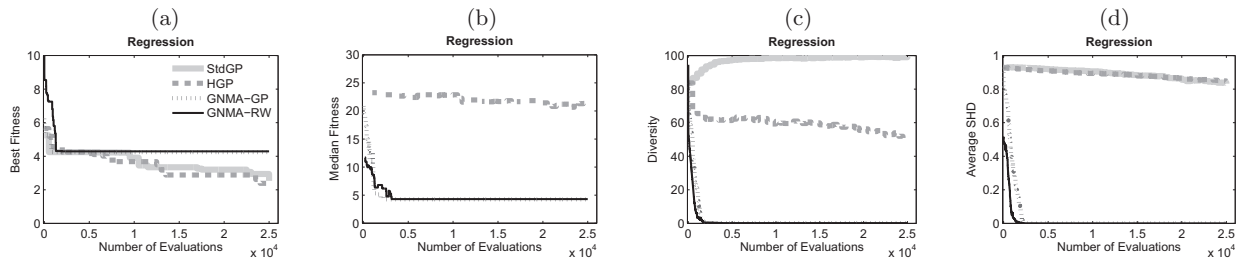 (a) (b) (c) (d)
Regression Regression Regression Regression
10
8
6
4
2
0
Best Fitness
StdGP
HGP
GNMA-GP
GNMA-RW
0 0.5 1 1.5 2 2.5
Number of Evaluations
x 10^4
30
25
20
15
10
5
0
Median Fitness
0 0.5 1 1.5 2 2.5
Number of Evaluations
x 10^4
100
80
60
40
20
0
Diversity
0 0.5 1 1.5 2 2.5
Number of Evaluations
x 10^4
1
0.8
0.6
0.4
0.2
0
Average SHD
0 0.5 1 1.5 2 2.5
Number of Evaluations
x 10^4